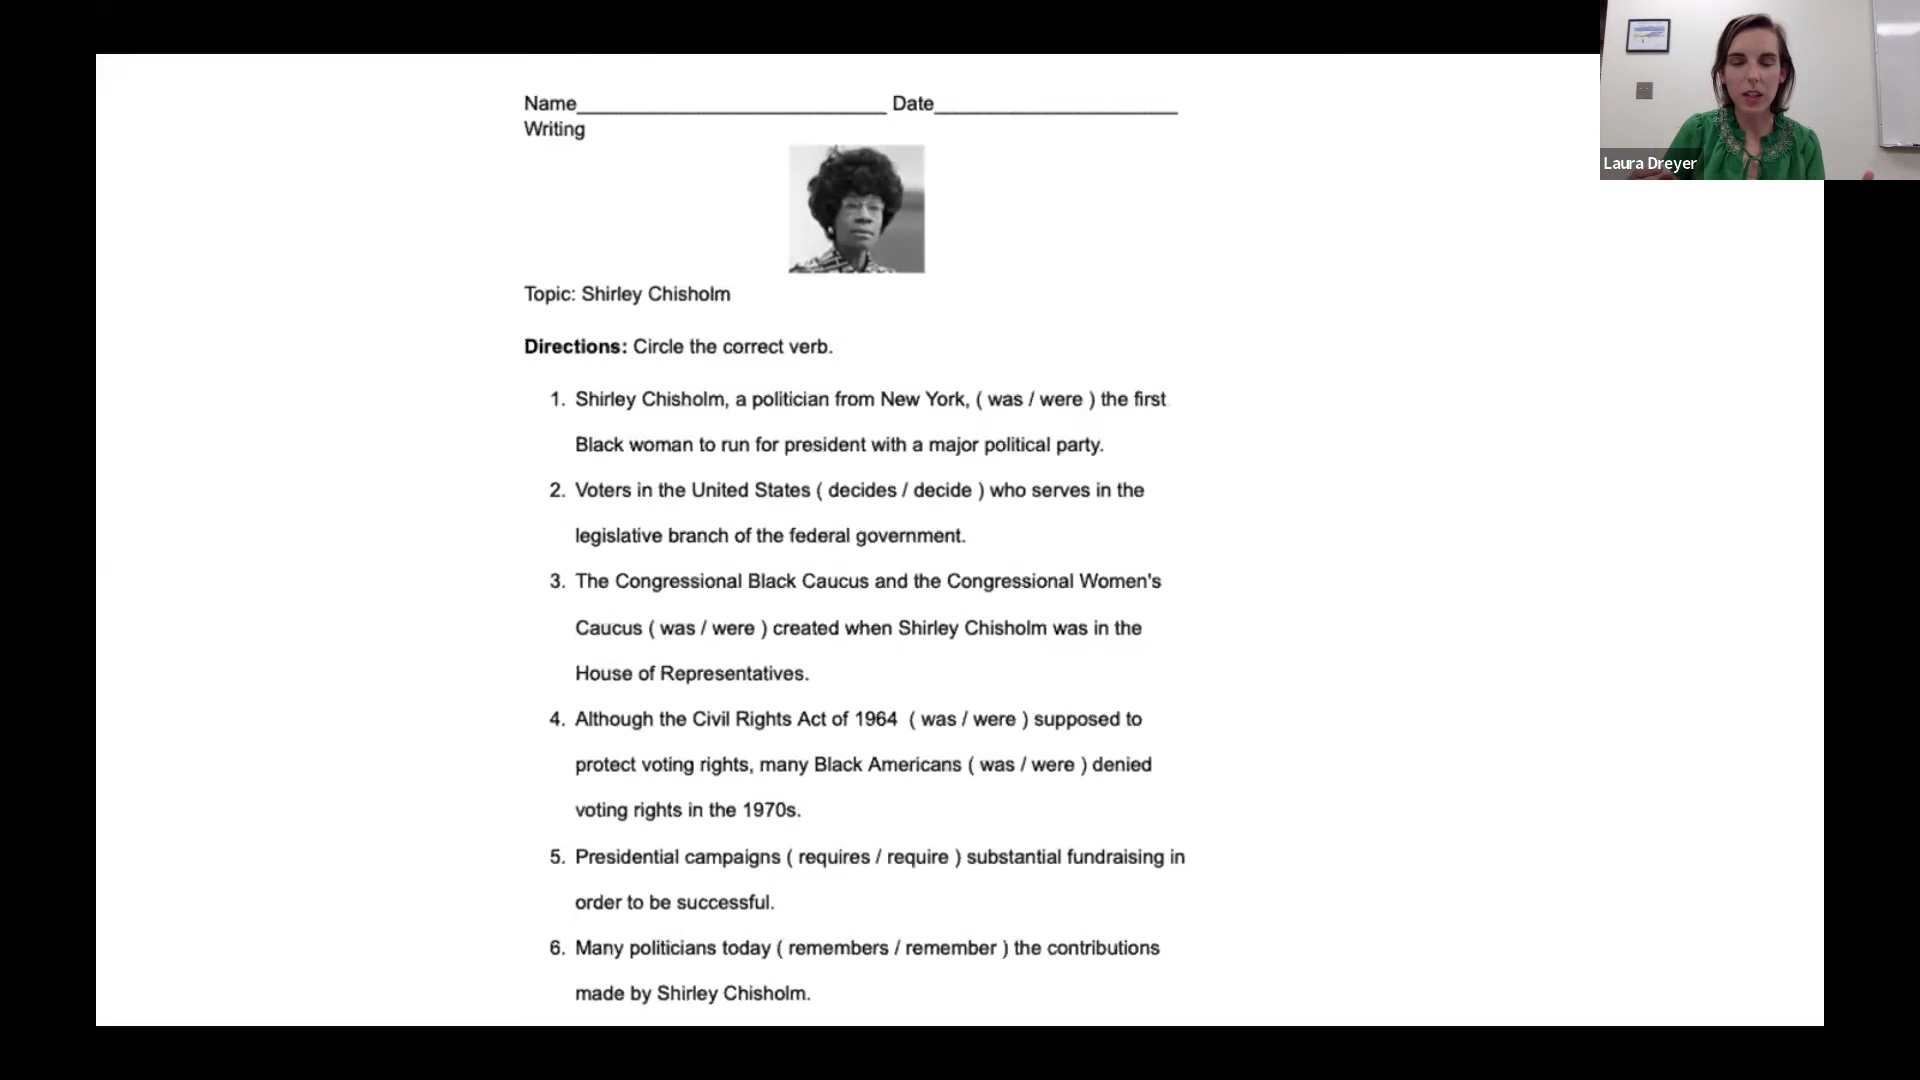 Name____________________________ Date______________________
Writing
Laura Dreyer
Topic: Shirley Chisholm
Directions: Circle the correct verb.
1. Shirley Chisholm, a politician from New York, ( was / were ) the first
Black woman to run for president with a major political party.
2. Voters in the United States ( decides / decide ) who serves in the
legislative branch of the federal government.
3. The Congressional Black Caucus and the Congressional Women's
Caucus ( was / were ) created when Shirley Chisholm was in the
House of Representatives.
4. Although the Civil Rights Act of 1964  ( was / were ) supposed to
protect voting rights, many Black Americans ( was / were ) denied
voting rights in the 1970s.
5. Presidential campaigns ( requires / require ) substantial fundraising in
order to be successful.
6. Many politicians today ( remembers / remember ) the contributions
made by Shirley Chisholm.